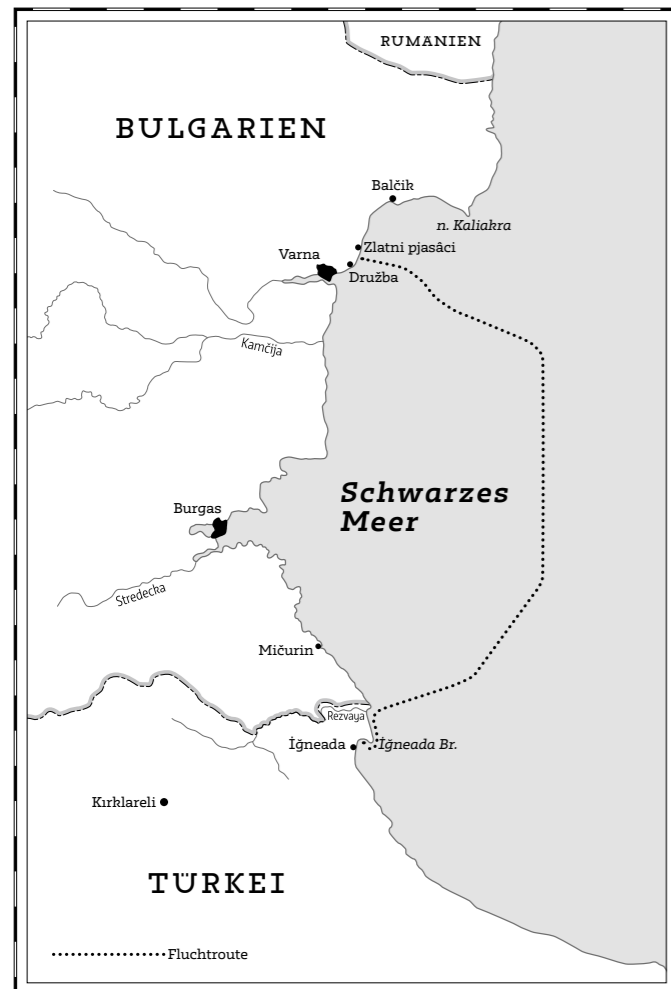 RUMÄNIEN
BULGARIEN
Balčik
n. Kaliakra
Zlatni pjasâci
Varna
Družba
Kamčija
Schwarzes
Meer
Burgas
Stredecka
Mičurin
Rezvaya
İğneada
İğneada Br.
Kırklareli
TÜRKEI
Fluchtroute